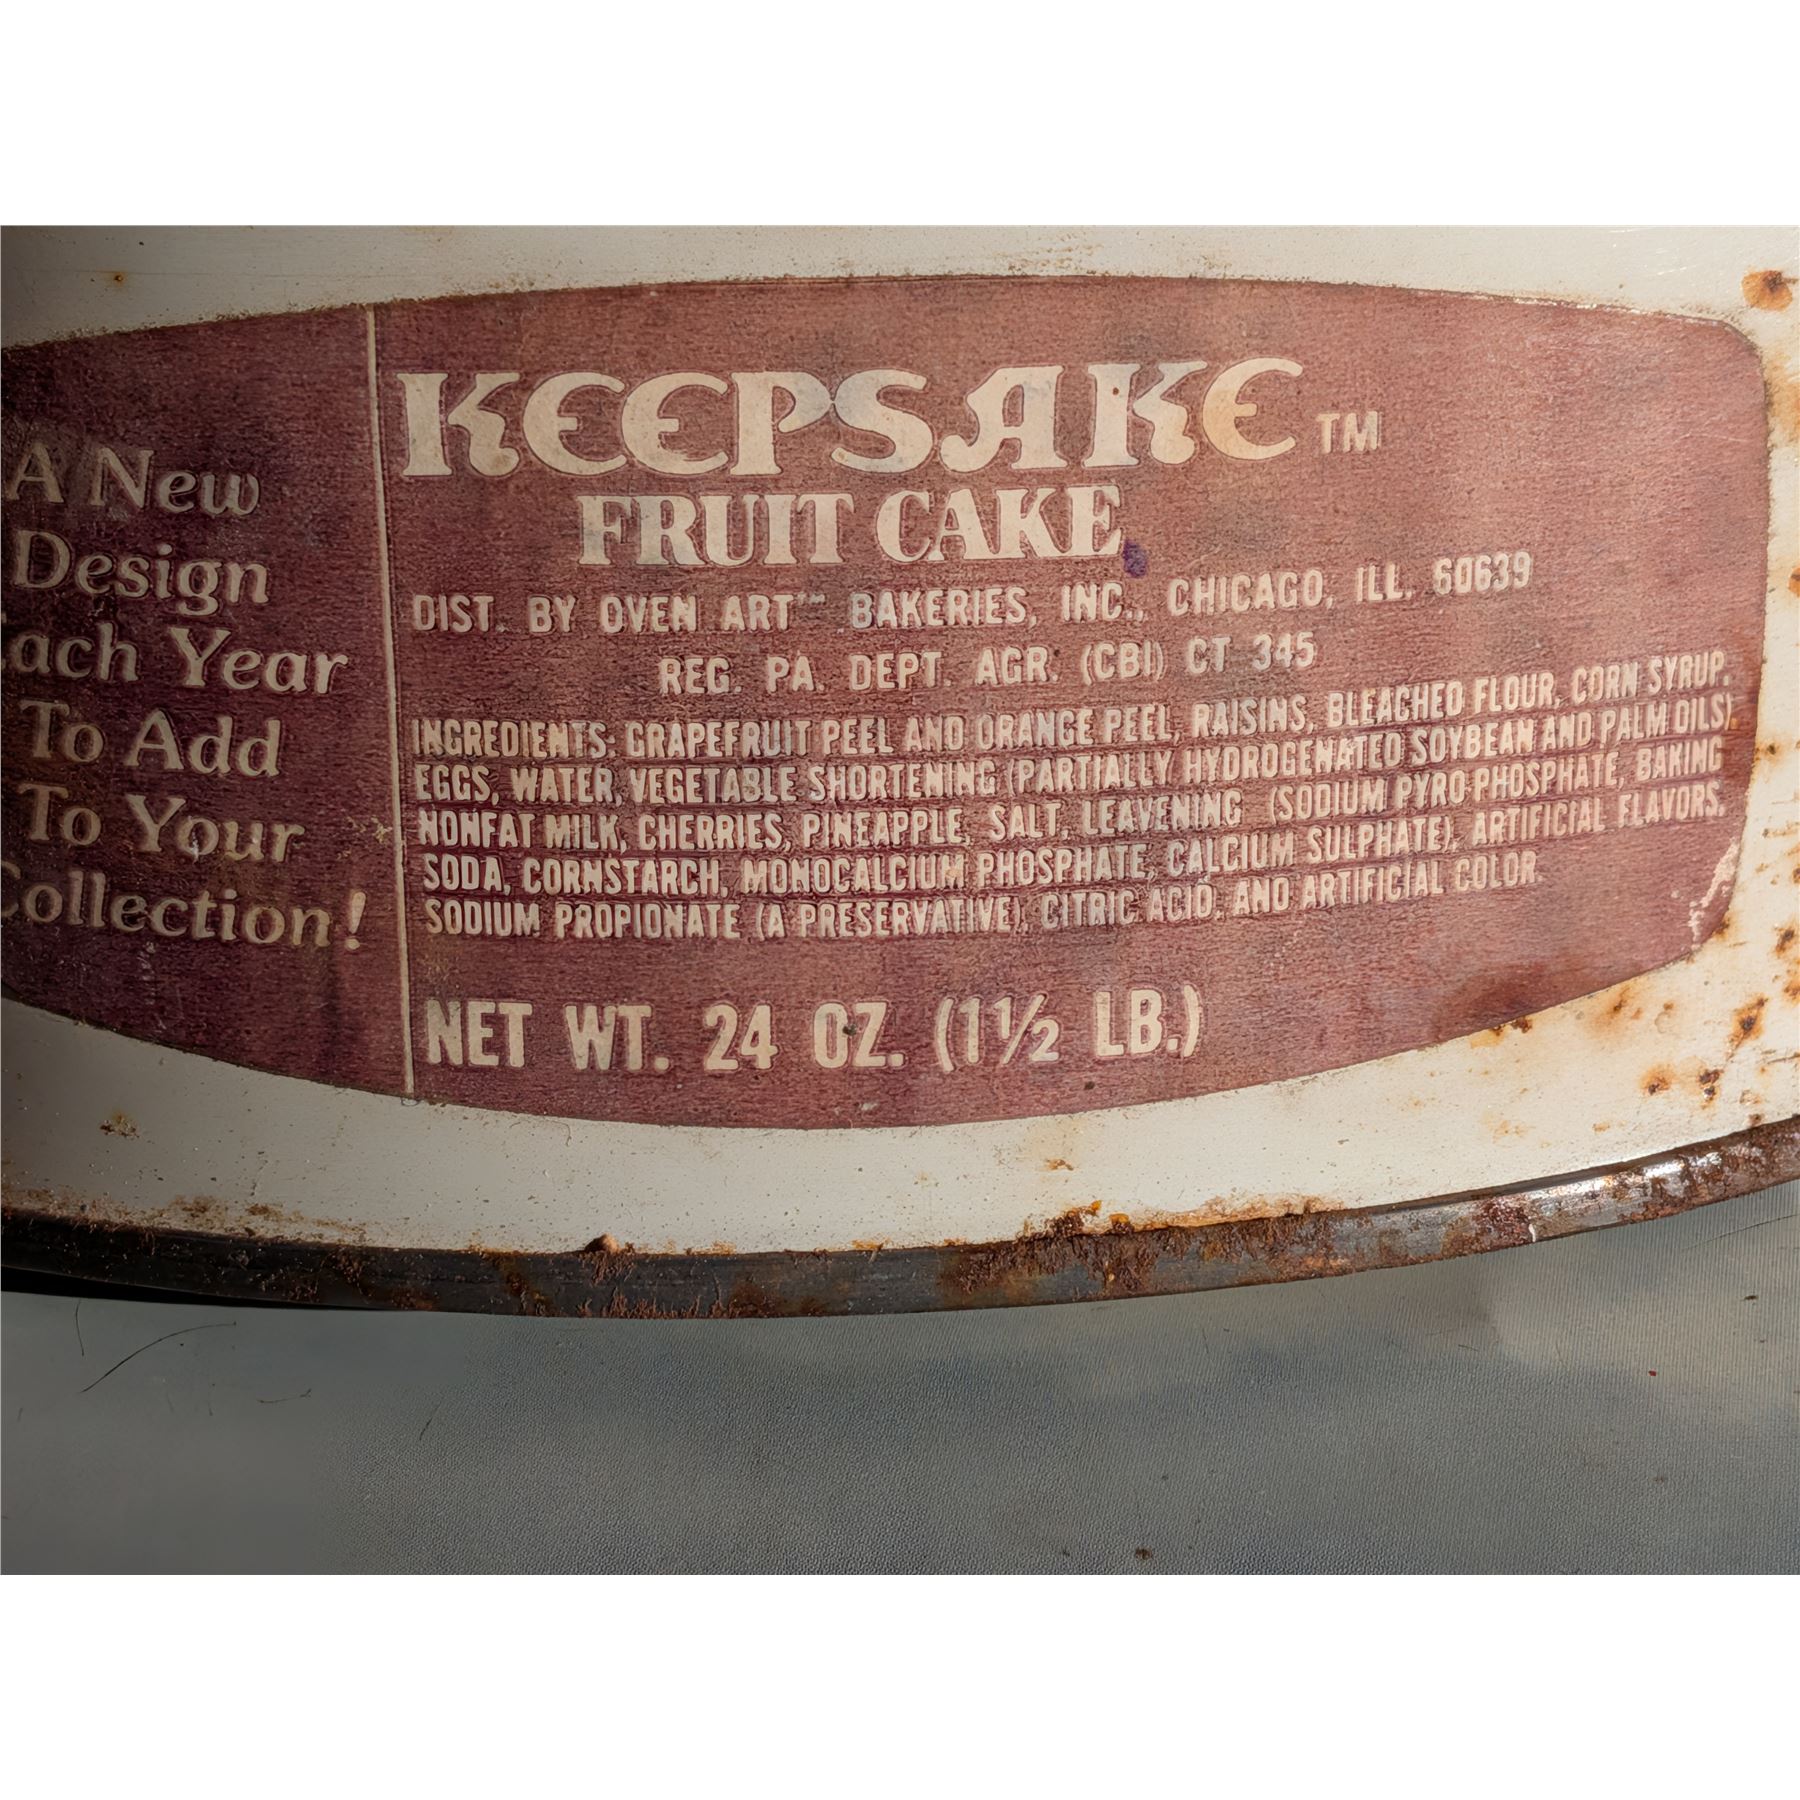 A New
Design
Each Year
To Add
To Your
Collection!
KEEPSAKE TM
FRUIT CAKE
DIST. BY OVEN ART™ BAKERIES, INC., CHICAGO, ILL. 60639
REG. PA. DEPT. AGR. (CBI) CT 345
INGREDIENTS: GRAPEFRUIT PEEL AND ORANGE PEEL, RAISINS, BLEACHED FLOUR, CORN SYRUP,
EGGS, WATER, VEGETABLE SHORTENING (PARTIALLY HYDROGENATED SOYBEAN AND PALM OILS)
NONFAT MILK, CHERRIES, PINEAPPLE, SALT, LEAVENING (SODIUM PYRO-PHOSPHATE, BAKING
SODA, CORNSTARCH, MONOCALCIUM PHOSPHATE, CALCIUM SULPHATE), ARTIFICIAL FLAVORS,
SODIUM PROPIONATE (A PRESERVATIVE), CITRIC ACID, AND ARTIFICIAL COLOR.
NET WT. 24 OZ. (1½ LB.)